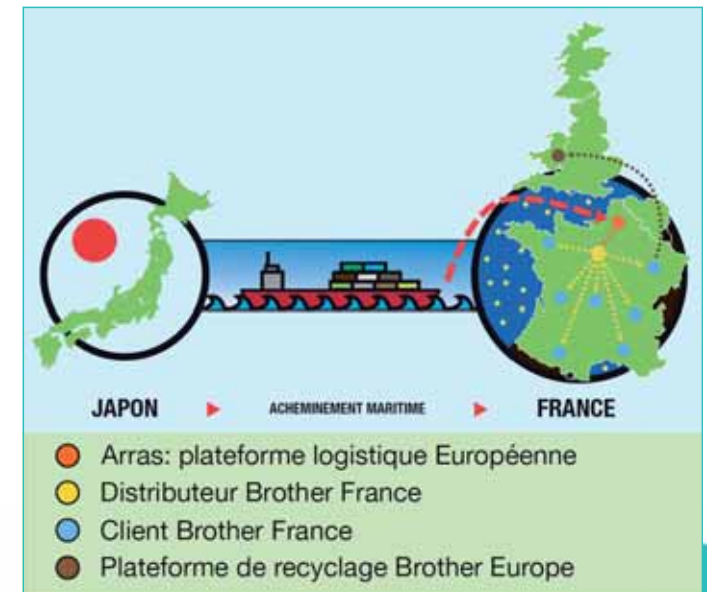 JAPON ACHEMINEMENT MARITIME FRANCE
Arras: plateforme logistique Européenne
Distributeur Brother France
Client Brother France
Plateforme de recyclage Brother Europe